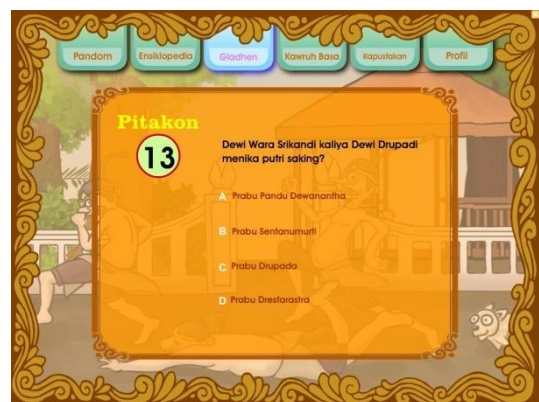 Pandom
Ensiklopedia
Gladhen
Kawruh Basa
Kapustakan
Profil
Pitakon
13
Dewi Wara Srikandi kaliya Dewi Drupadi
menika putri saking?
A Prabu Pandu Dewanantha
B Prabu Sentanumurti
C Prabu Drupada
D Prabu Drestarastra